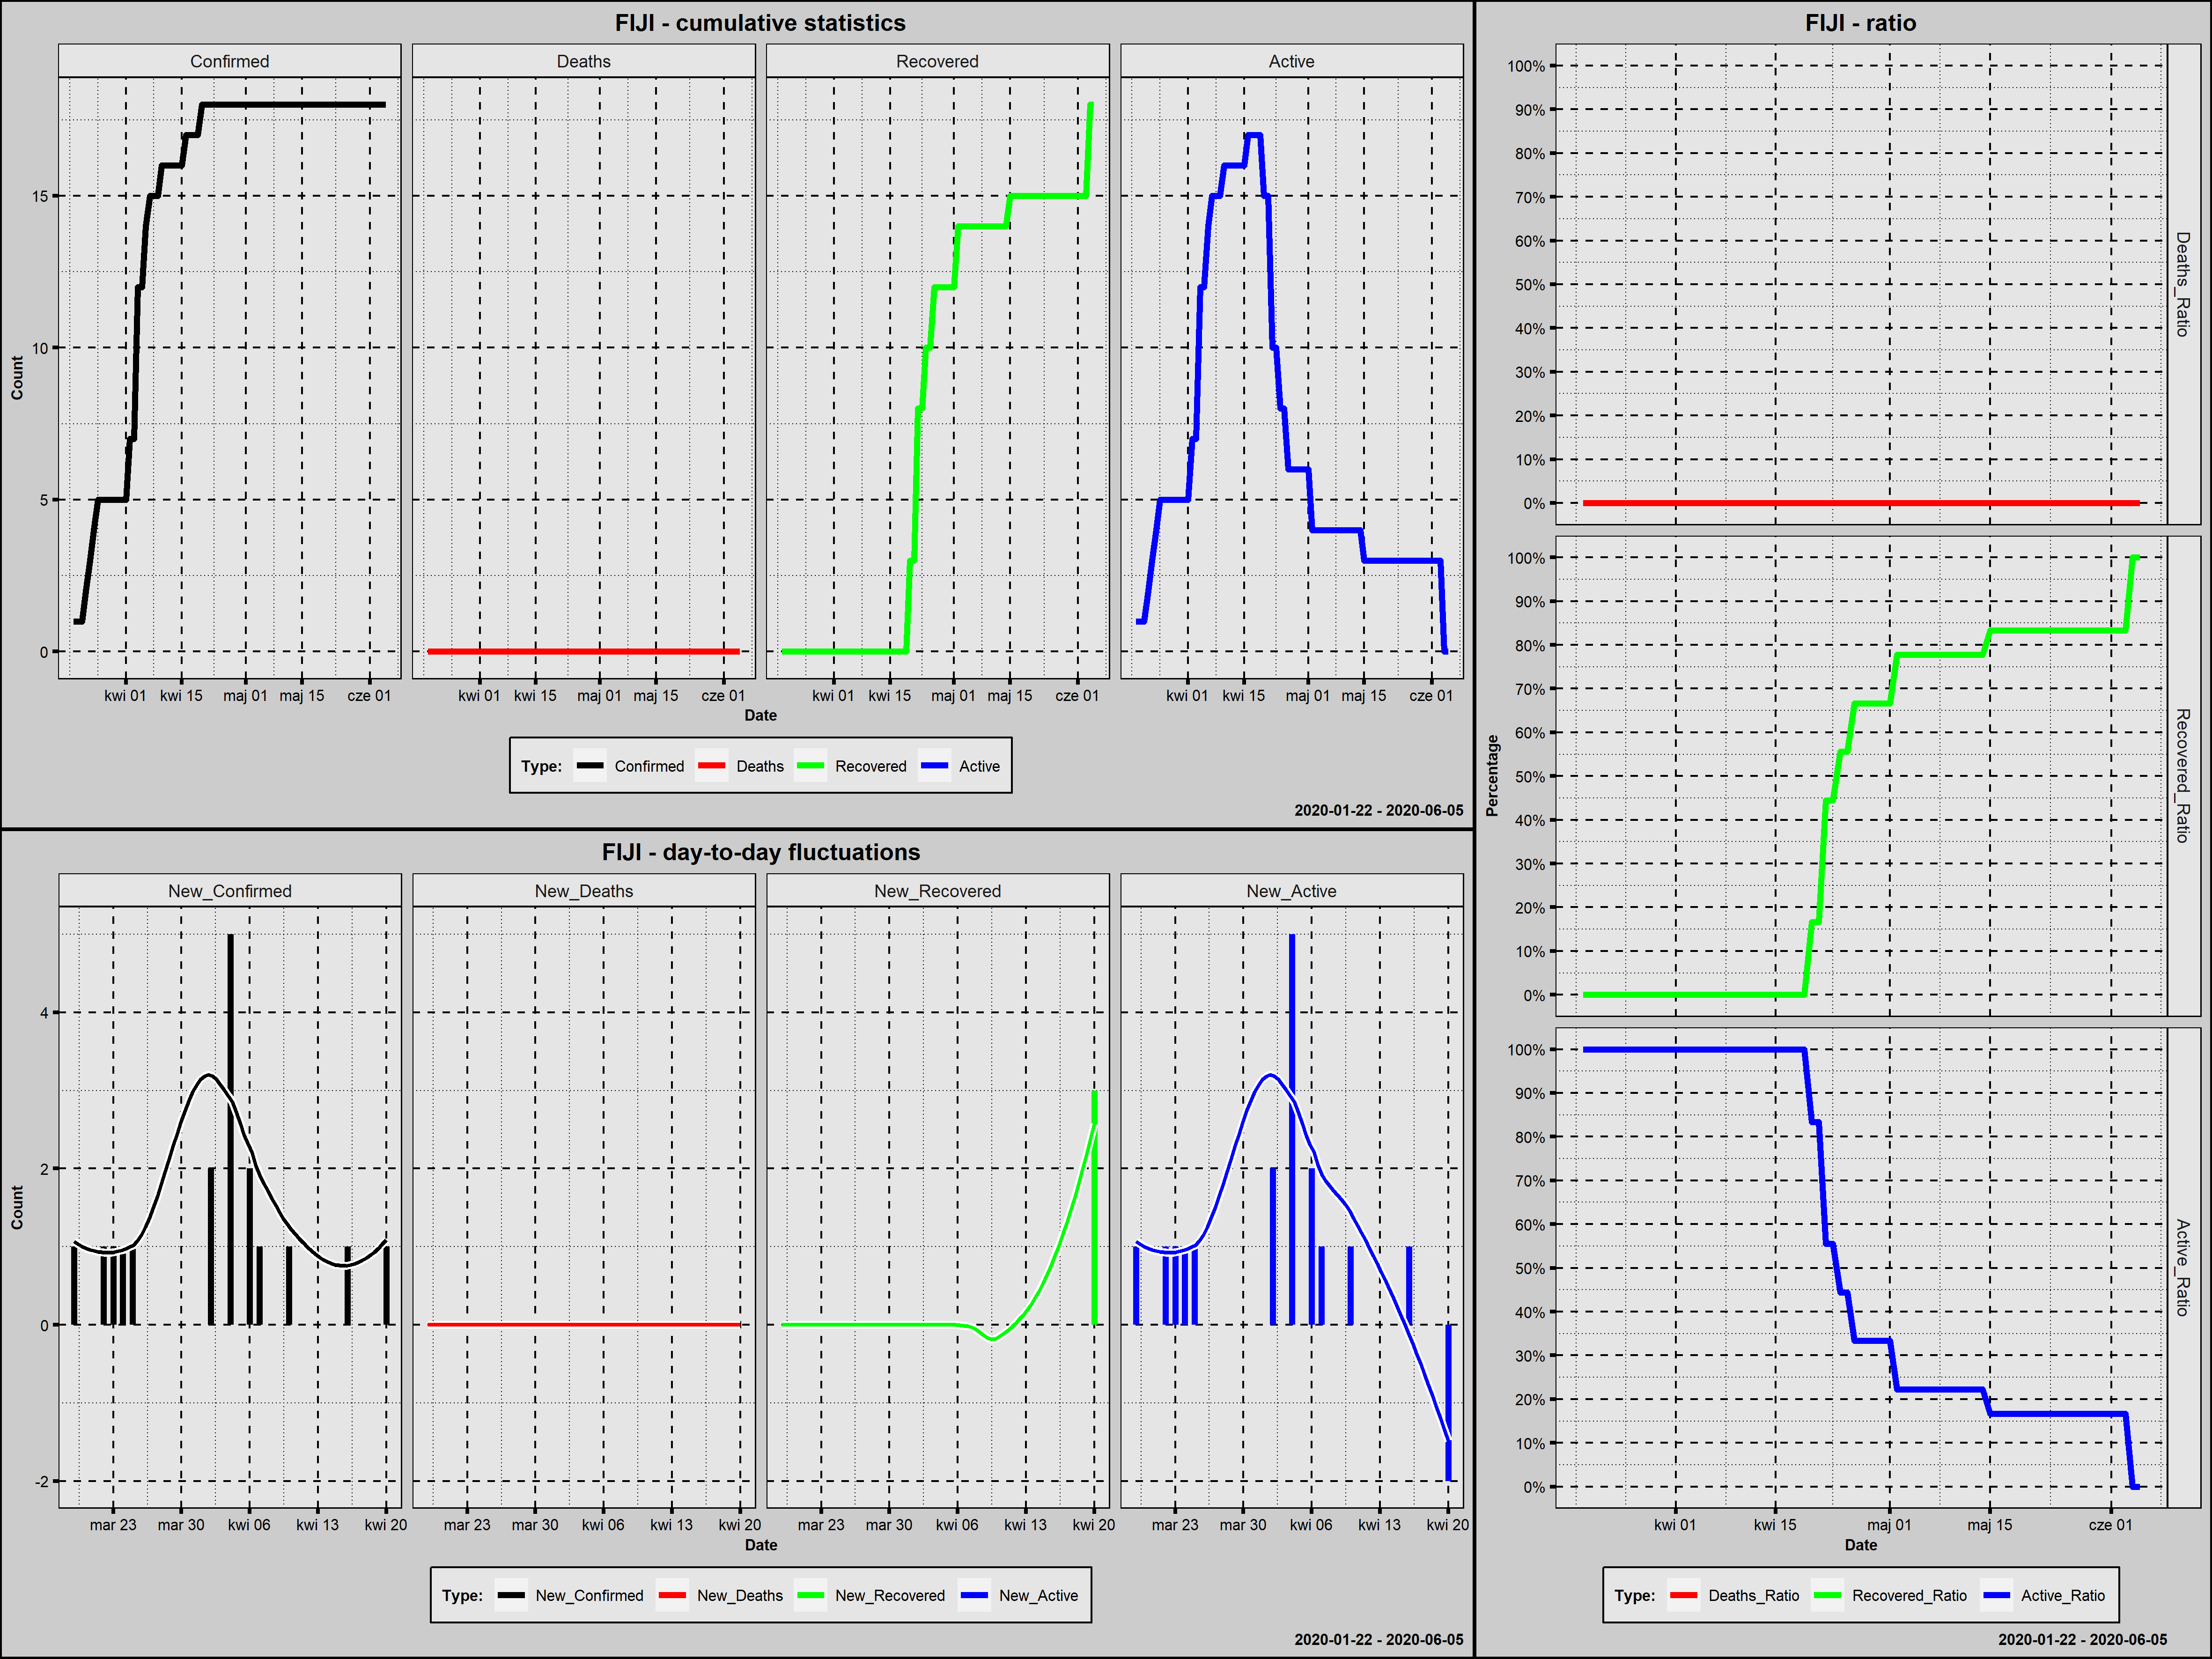 FIJI - cumulative statistics
Confirmed Deaths Recovered Active
Count
15
10
5
0
kwi 01 kwi 15 maj 01 maj 15 cze 01 kwi 01 kwi 15 maj 01 maj 15 cze 01 kwi 01 kwi 15 maj 01 maj 15 cze 01 kwi 01 kwi 15 maj 01 maj 15 cze 01
Date
Type: Confirmed Deaths Recovered Active
2020-01-22 - 2020-06-05
FIJI - day-to-day fluctuations
New_Confirmed New_Deaths New_Recovered New_Active
Count
4
2
0
-2
mar 23 mar 30 kwi 06 kwi 13 kwi 20 mar 23 mar 30 kwi 06 kwi 13 kwi 20 mar 23 mar 30 kwi 06 kwi 13 kwi 20 mar 23 mar 30 kwi 06 kwi 13 kwi 20
Date
Type: New_Confirmed New_Deaths New_Recovered New_Active
2020-01-22 - 2020-06-05
FIJI - ratio
Percentage
100%
90%
80%
70%
60%
50%
40%
30%
20%
10%
0%
Deaths_Ratio
100%
90%
80%
70%
60%
50%
40%
30%
20%
10%
0%
Recovered_Ratio
100%
90%
80%
70%
60%
50%
40%
30%
20%
10%
0%
Active_Ratio
kwi 01 kwi 15 maj 01 maj 15 cze 01
Date
Type: Deaths_Ratio Recovered_Ratio Active_Ratio
2020-01-22 - 2020-06-05